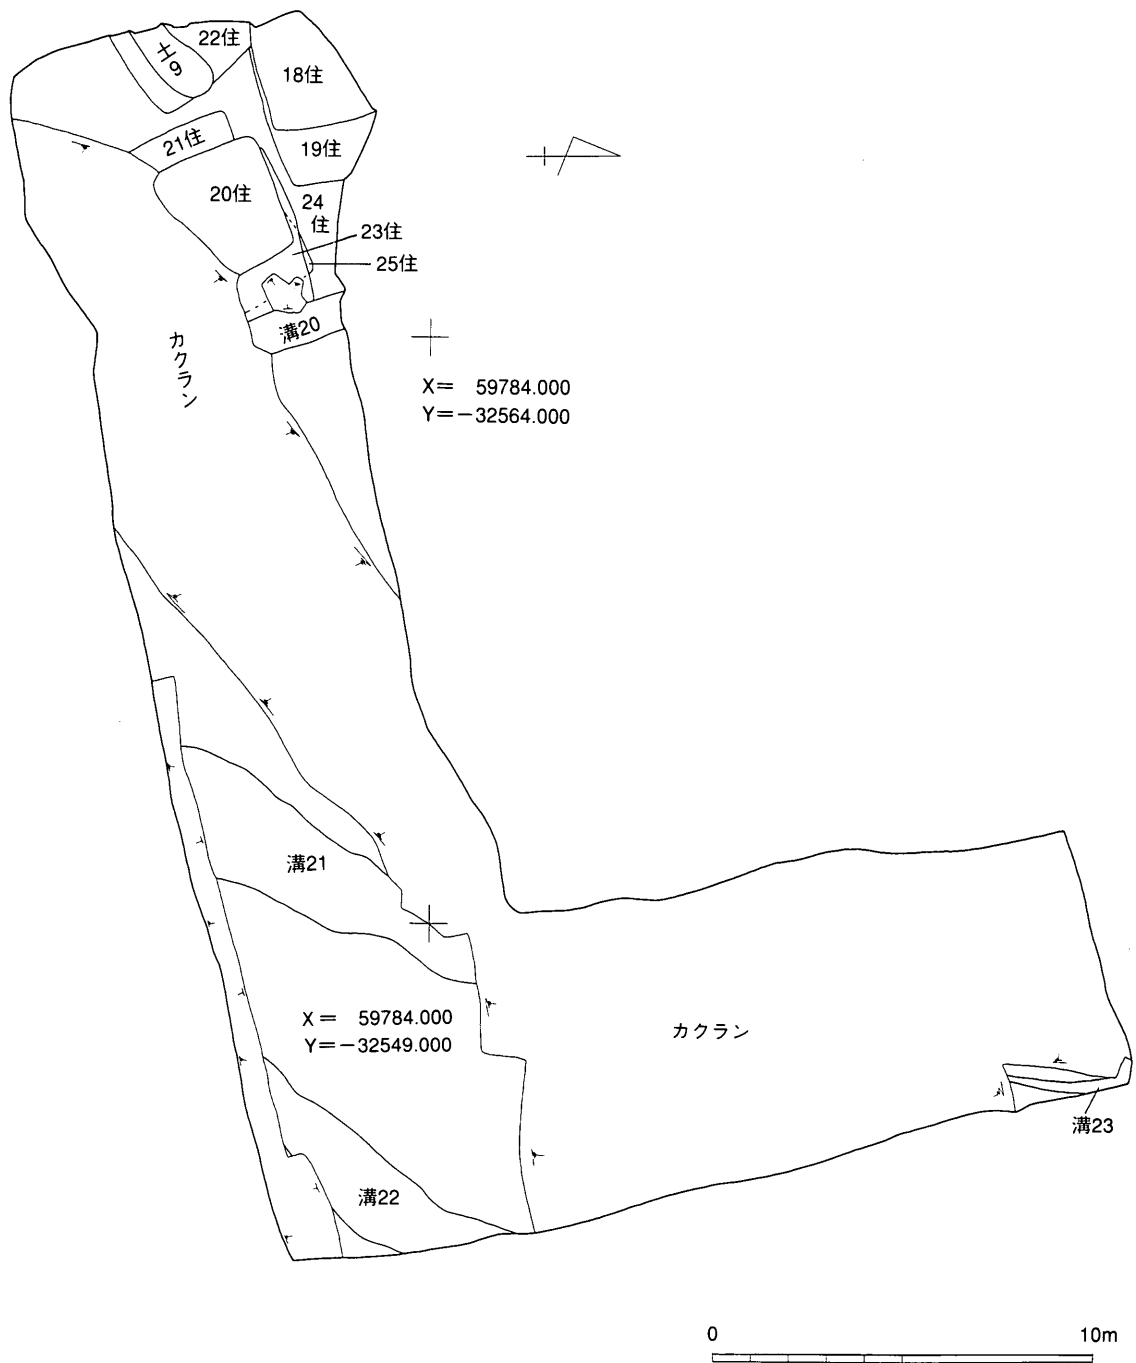 22住
土9
18住
21住
19住
20住
24
住
23住
25住
溝20
カクラン
X= 59784.000
Y=-32564.000
溝21
X= 59784.000
Y=-32549.000
カクラン
溝23
溝22
0 10m